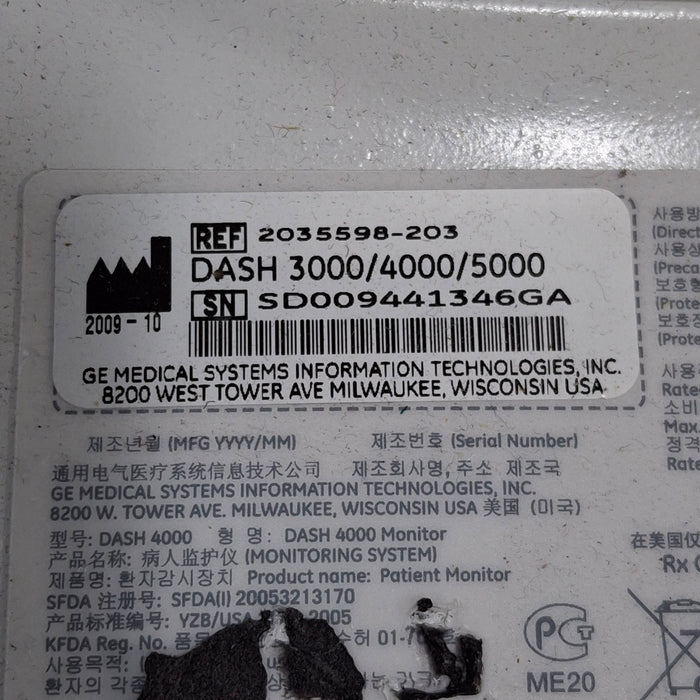 REF 2035598-203
DASH 3000/4000/5000
SN SD009441346GA
2009-10
GE MEDICAL SYSTEMS INFORMATION TECHNOLOGIES, INC.
8200 WEST TOWER AVE MILWAUKEE, WISCONSIN USA
제조년월 (MFG YYYY/MM) 제조번호 (Serial Number)
通用电气医疗系统信息技术公司 제조회사명, 주소 제조국
GE MEDICAL SYSTEMS INFORMATION TECHNOLOGIES, INC.
8200 W. TOWER AVE. MILWAUKEE, WISCONSIN USA 美国 (미국)
型号: DASH 4000 형 명: DASH 4000 Monitor
产品名称: 病人监护仪 (MONITORING SYSTEM)
제품명: 환자감시장치 Product name: Patient Monitor
SFDA 注册号: SFDA(I) 20053213170
产品标准编号: YZB/USA 2005
KFDA Reg. No. 품목 수허 01-70
사용목적:
환자의 각종
PCT
ME20
사용방
(Direct
사용상
(Preca
보호형
(Prote
보호정
(Prote
사용
Rate
소비
Max.
정격
Rate
在美国仅
Rx O